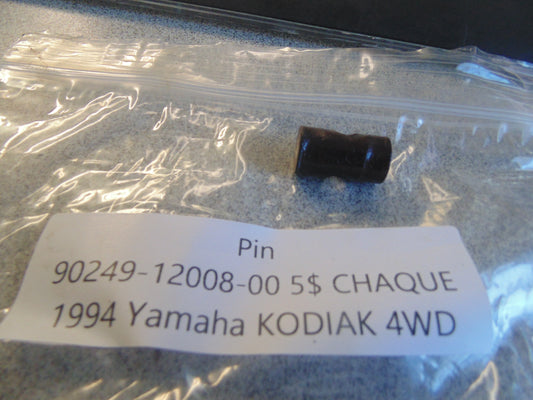 Pin
90249-12008-00 5$ CHAQUE
1994 Yamaha KODIAK 4WD